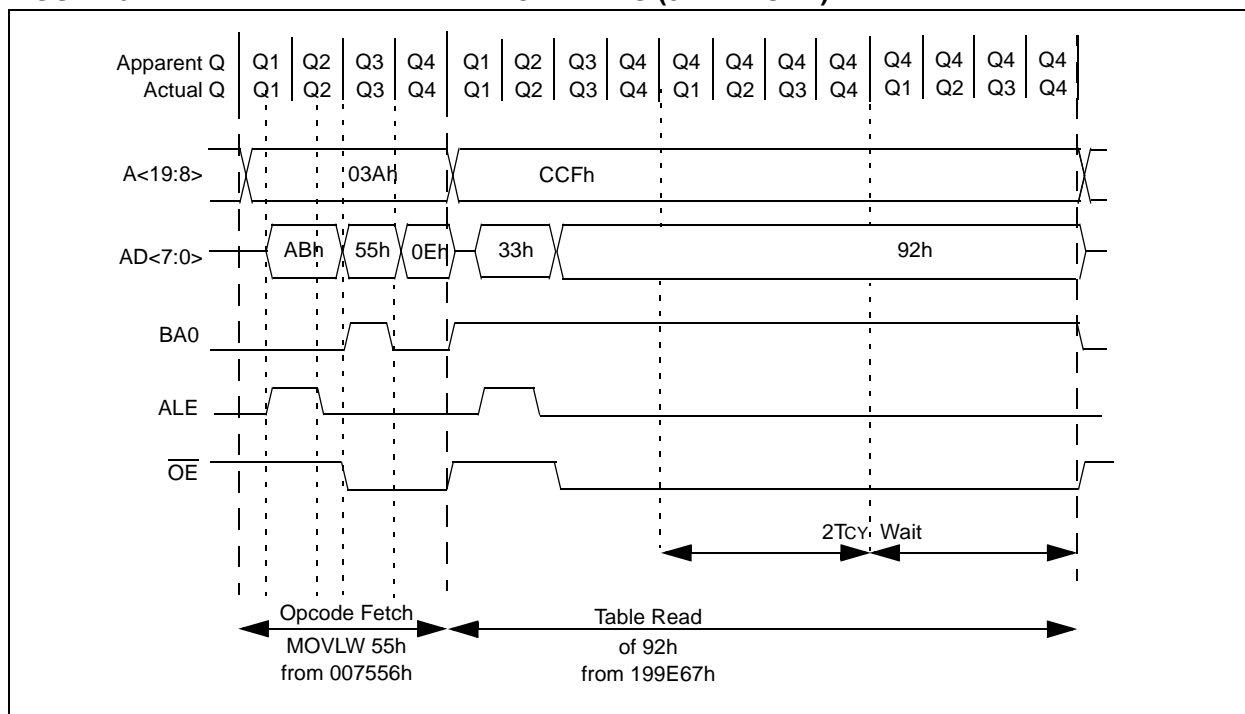 Apparent Q Q1 Q2 Q3 Q4 Q1 Q2 Q3 Q4 Q4 Q4 Q4 Q4 Q4 Q4 Q4 Q4
Actual Q Q1 Q2 Q3 Q4 Q1 Q2 Q3 Q4 Q1 Q2 Q3 Q4 Q1 Q2 Q3 Q4
A<19:8> 03Ah CCFh
AD<7:0> ABh 55h 0Eh 33h 92h
BA0
ALE
OE
2TCY Wait
Opcode Fetch Table Read
MOVLW 55h of 92h
from 007556h from 199E67h